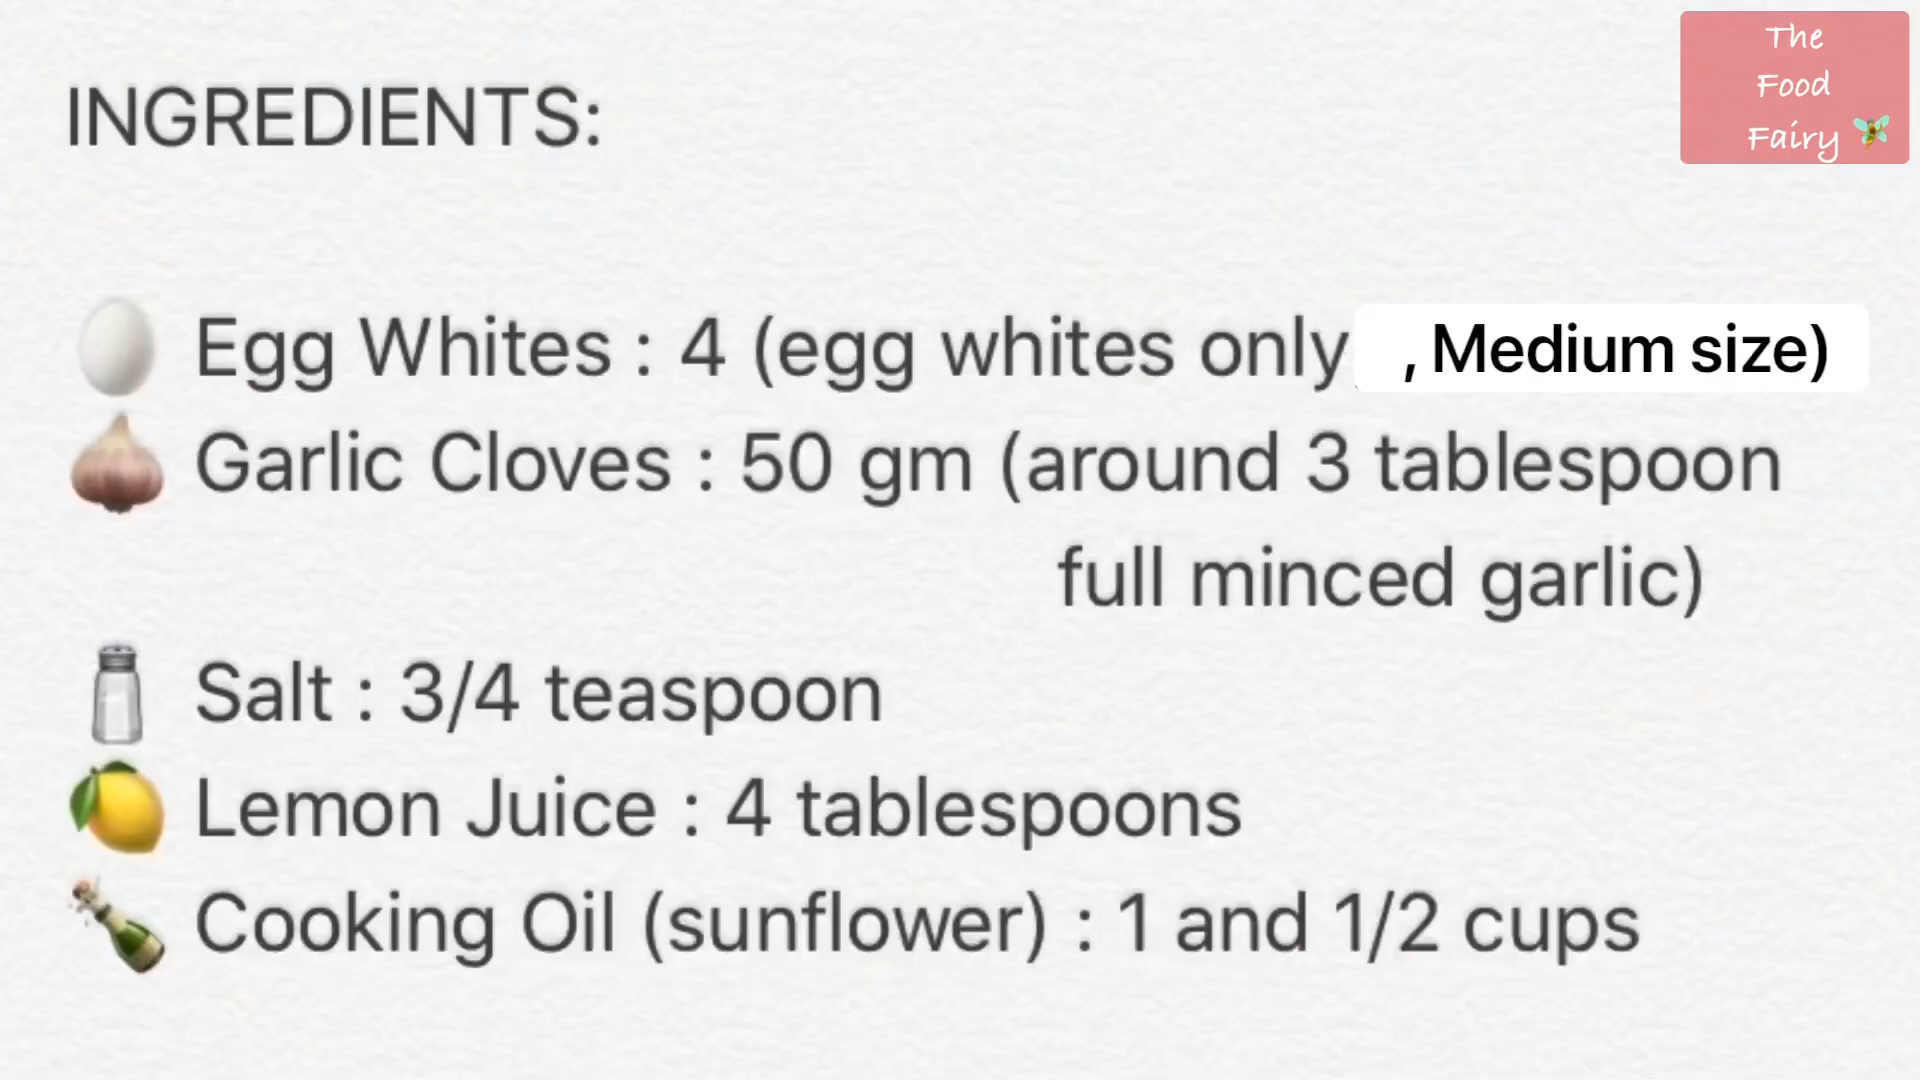 The
Food
Fairy
INGREDIENTS:
Egg Whites : 4 (egg whites only , Medium size)
Garlic Cloves : 50 gm (around 3 tablespoon
full minced garlic)
Salt : 3/4 teaspoon
Lemon Juice : 4 tablespoons
Cooking Oil (sunflower) : 1 and 1/2 cups